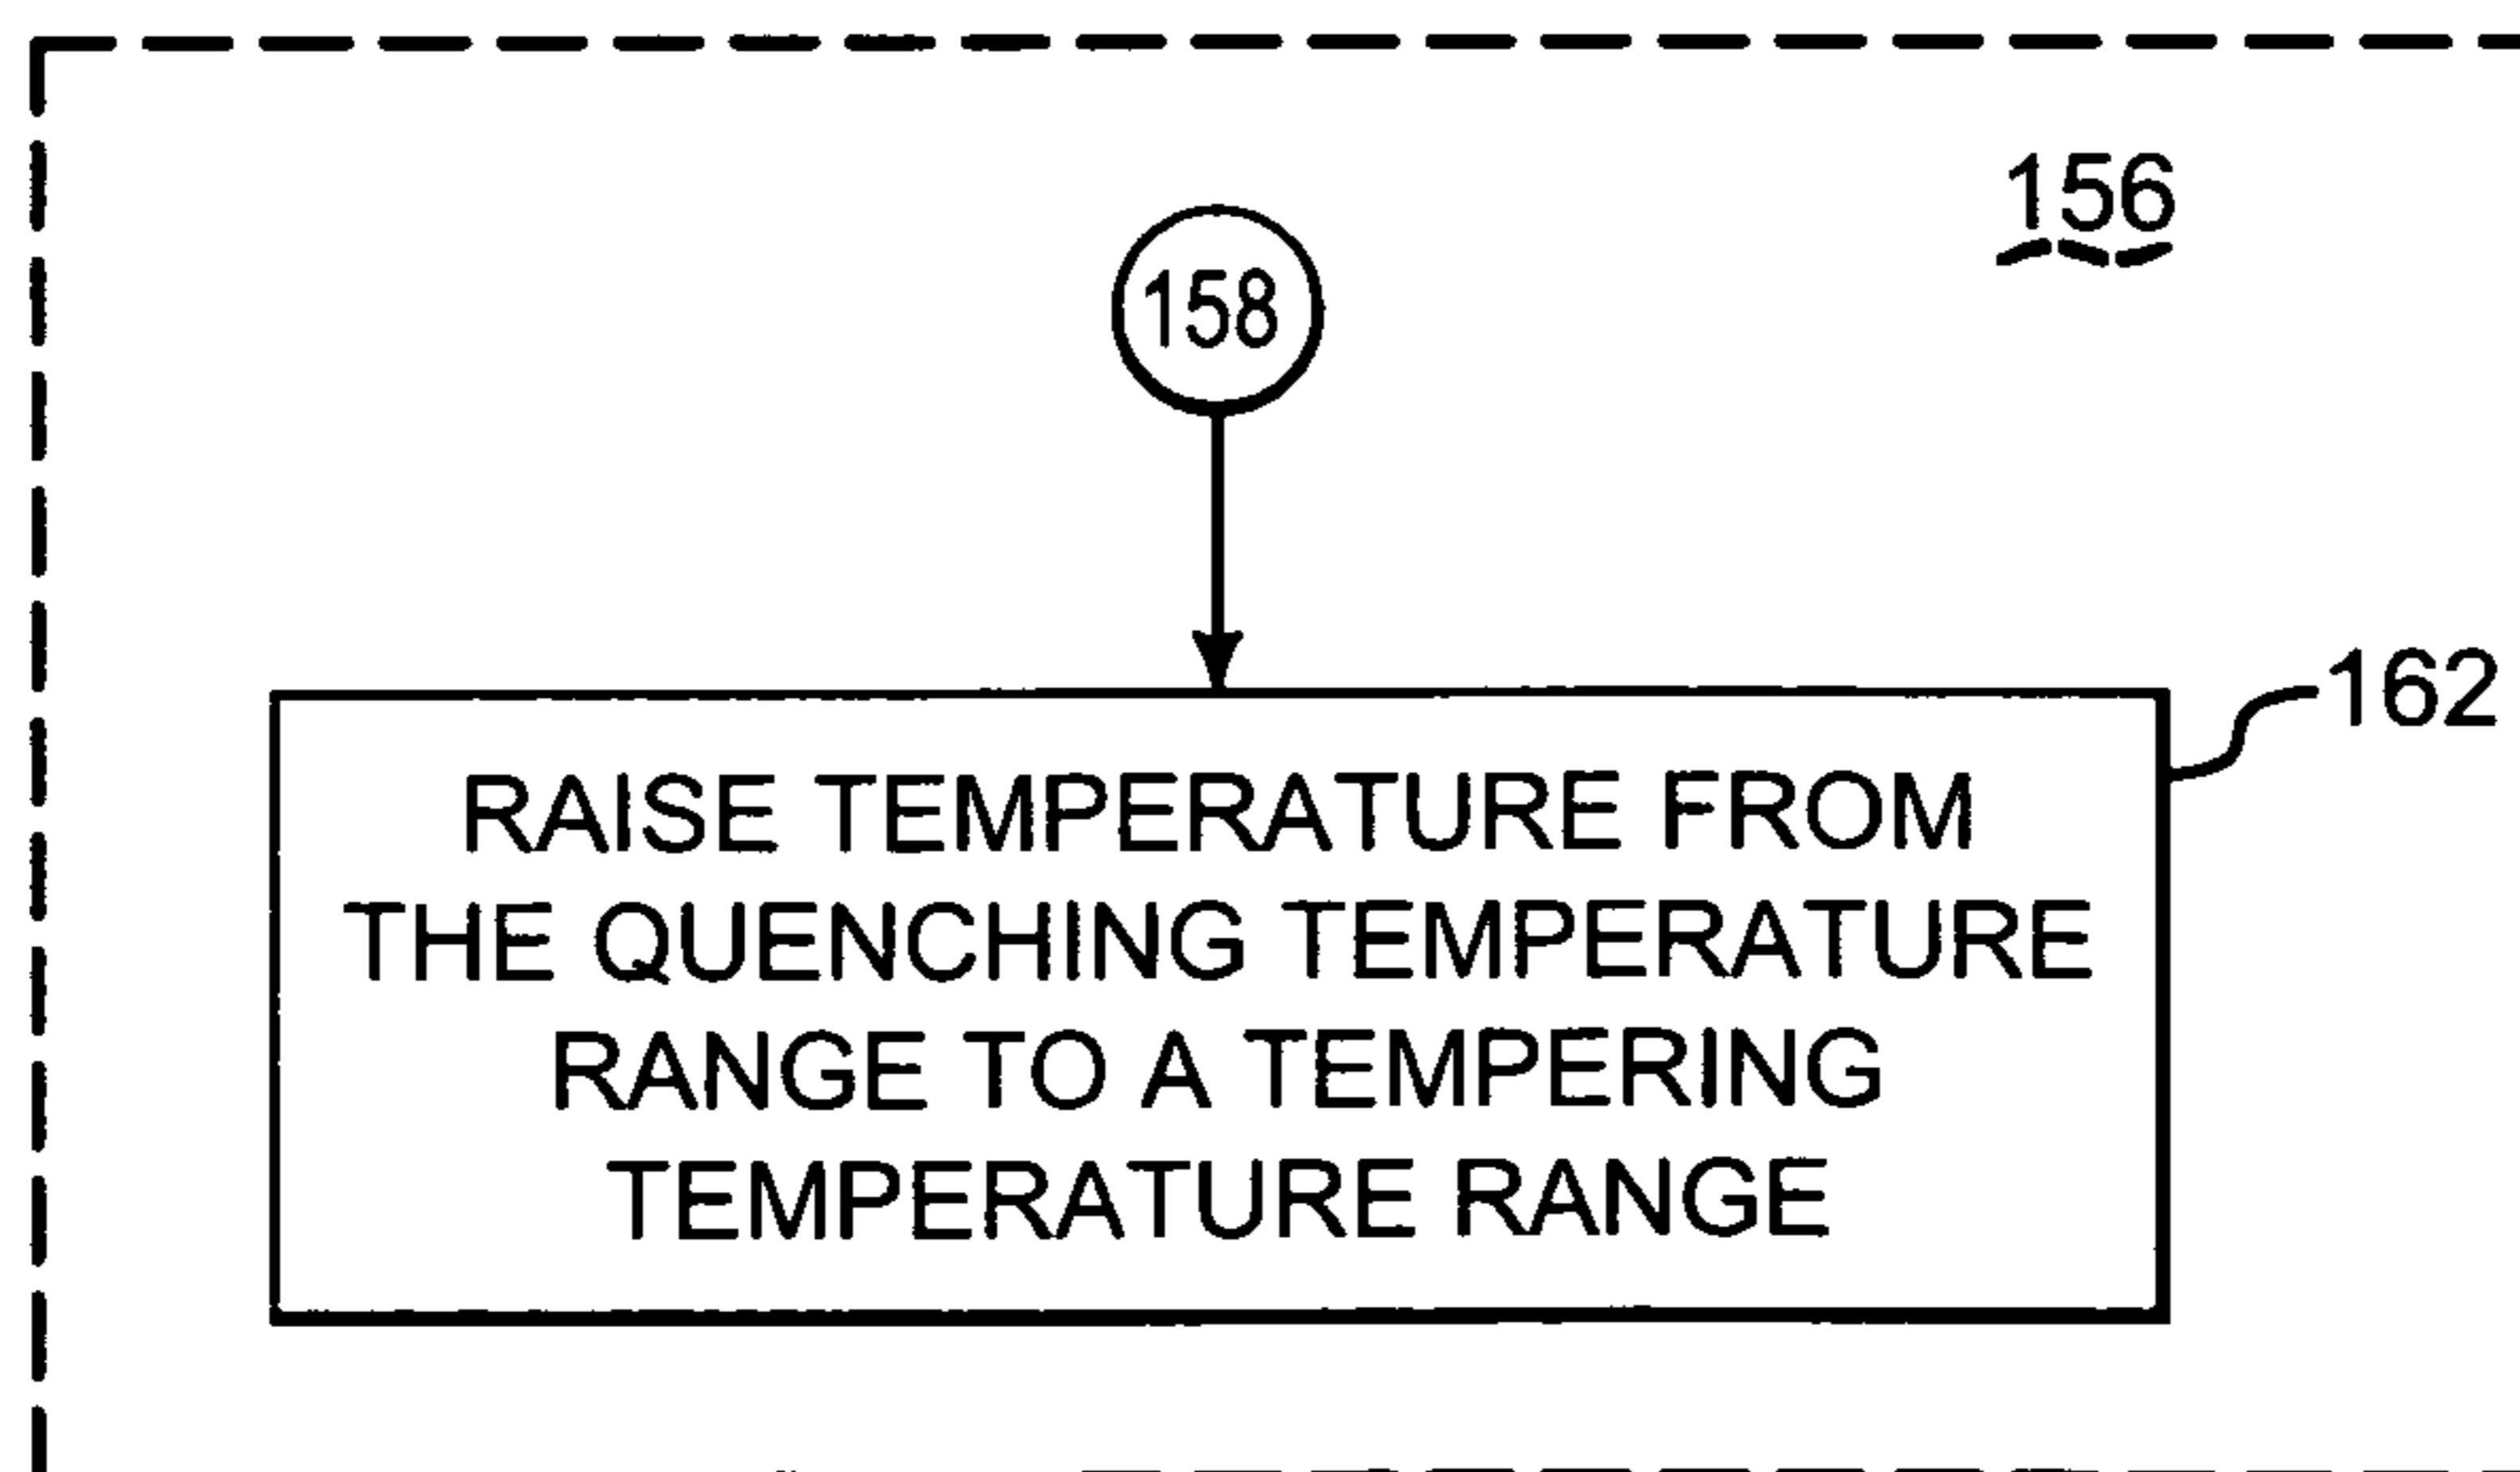 156
158
162
RAISE TEMPERATURE FROM
THE QUENCHING TEMPERATURE
RANGE TO A TEMPERING
TEMPERATURE RANGE